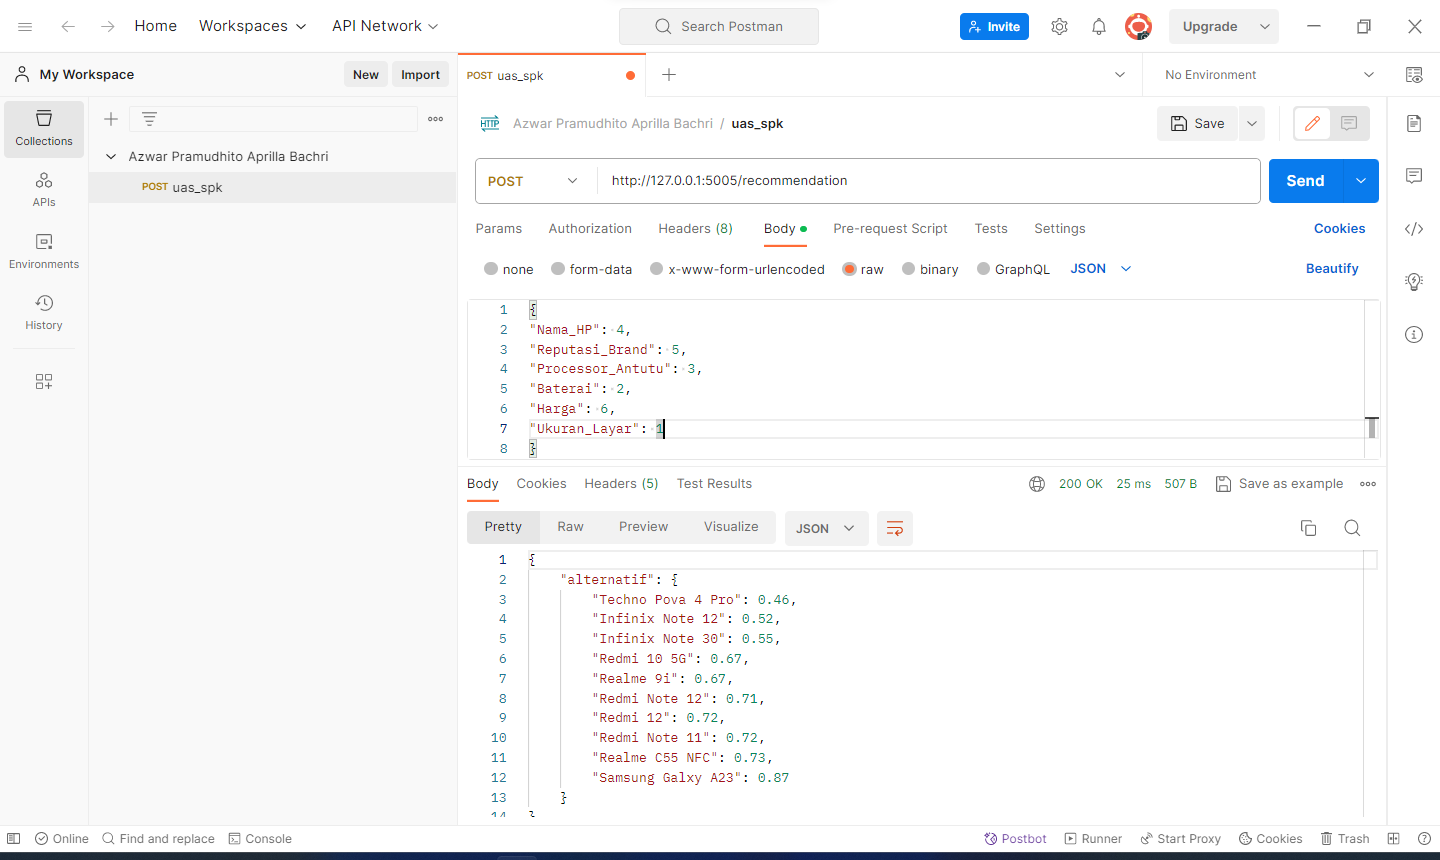 Home Workspaces API Network Search Postman Invite Upgrade
My Workspace New Import POST uas_spk No Environment
Collections
APIs
Environments
History
Azwar Pramudhito Aprilla Bachri
POST uas_spk
HTTP Azwar Pramudhito Aprilla Bachri / uas_spk Save
POST http://127.0.0.1:5005/recommendation Send
Params Authorization Headers (8) Body Pre-request Script Tests Settings Cookies
none form-data x-www-form-urlencoded raw binary GraphQL JSON Beautify
1 {
2 "Nama_HP": 4,
3 "Reputasi_Brand": 5,
4 "Processor_Antutu": 3,
5 "Baterai": 2,
6 "Harga": 6,
7 "Ukuran_Layar": 1
8 }
Body Cookies Headers (5) Test Results 200 OK 25 ms 507 B Save as example
Pretty Raw Preview Visualize JSON
1 {
2 "alternatif": {
3 "Techno Pova 4 Pro": 0.46,
4 "Infinix Note 12": 0.52,
5 "Infinix Note 30": 0.55,
6 "Redmi 10 5G": 0.67,
7 "Realme 9i": 0.67,
8 "Redmi Note 12": 0.71,
9 "Redmi 12": 0.72,
10 "Redmi Note 11": 0.72,
11 "Realme C55 NFC": 0.73,
12 "Samsung Galxy A23": 0.87
13 }
14 }
Online Find and replace Console Postbot Runner Start Proxy Cookies Trash